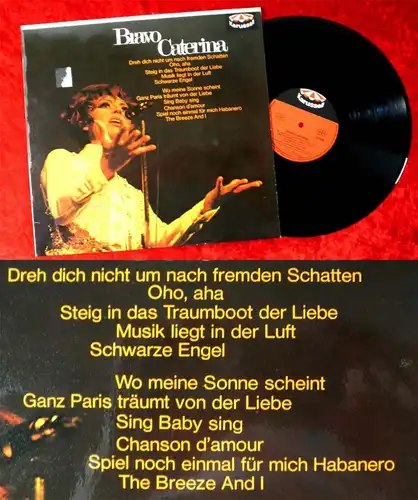 Bravo
Caterina
Dreh dich nicht um nach fremden Schatten
Oho, aha
Steig in das Traumboot der Liebe
Musik liegt in der Luft
Schwarze Engel
Wo meine Sonne scheint
Ganz Paris träumt von der Liebe
Sing Baby sing
Chanson d'amour
Spiel noch einmal für mich Habanero
The Breeze And I
Karussell
Karussell
Dreh dich nicht um nach fremden Schatten
Oho, aha
Steig in das Traumboot der Liebe
Musik liegt in der Luft
Schwarze Engel
Wo meine Sonne scheint
Ganz Paris träumt von der Liebe
Sing Baby sing
Chanson d'amour
Spiel noch einmal für mich Habanero
The Breeze And I